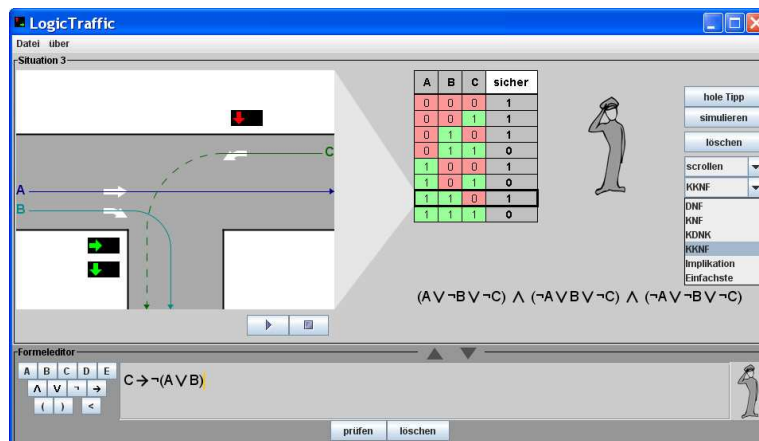 LogicTraffic
Datei über
Situation 3
A B C sicher
0 0 0 1
0 0 1 1
0 1 0 1
0 1 1 0
1 0 0 1
1 0 1 0
1 1 0 1
1 1 1 0
C
A
B
hole Tipp
simulieren
löschen
scrollen
KKNF
DNF
KNF
KDNK
KKNF
Implikation
Einfachste
(A∨¬B∨¬C) ∧ (¬A∨B∨¬C) ∧ (¬A∨¬B∨¬C)
Formeleditor
A B C D E
∧ ∨ ¬ →
( ) <
C→¬(A∨B)
prüfen löschen